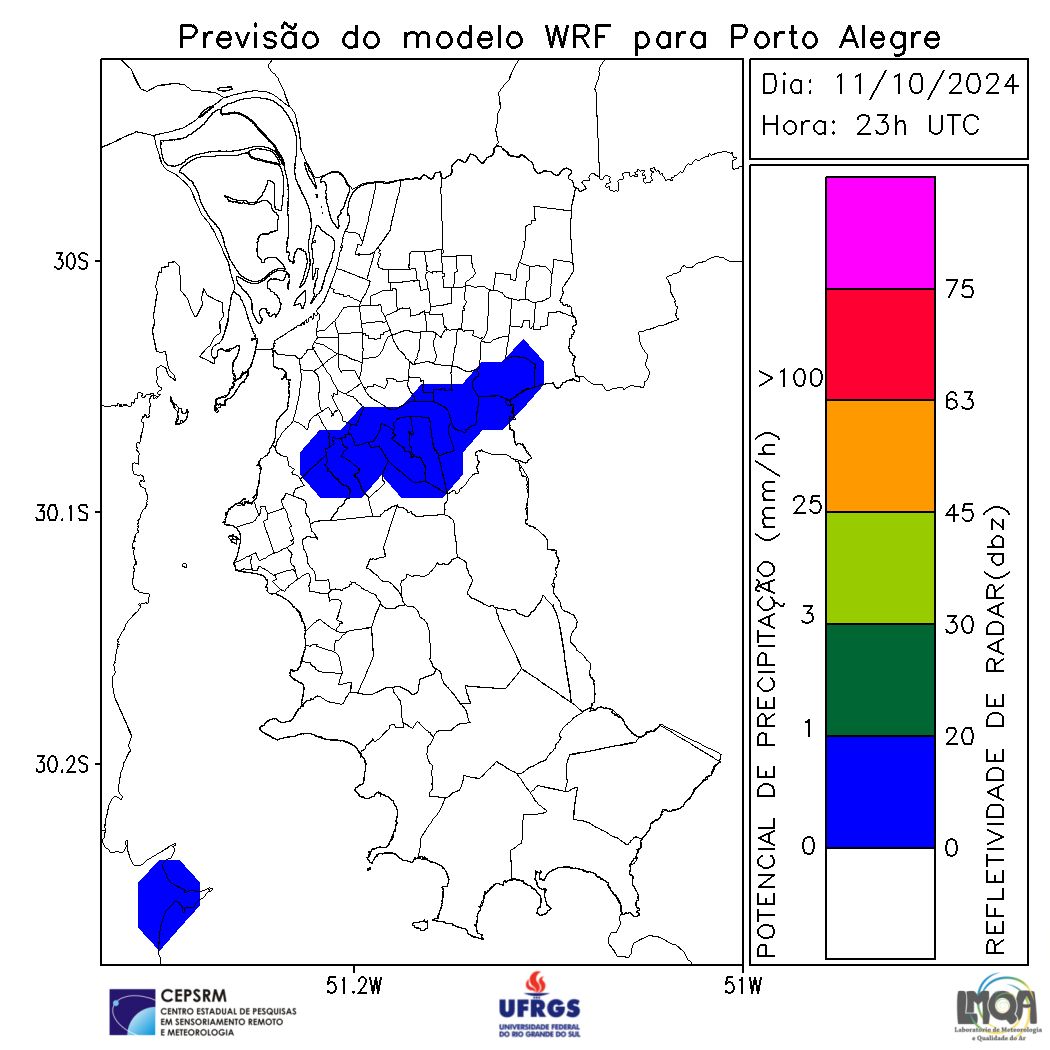 Previsão do modelo WRF para Porto Alegre
Dia: 11/10/2024
Hora: 23h UTC
30S
30.1S
30.2S
51.2W
51W
POTENCIAL DE PRECIPITAÇÃO (mm/h)
>100
25
3
1
0
75
63
45
30
20
0
REFLETIVIDADE DE RADAR(dbz)
CEPSRM
CENTRO ESTADUAL DE PESQUISAS
EM SENSORIAMENTO REMOTO
E METEOROLOGIA
UFRGS
UNIVERSIDADE FEDERAL
DO RIO GRANDE DO SUL
LMQA
Laboratório de Meteorologia
e Qualidade do Ar